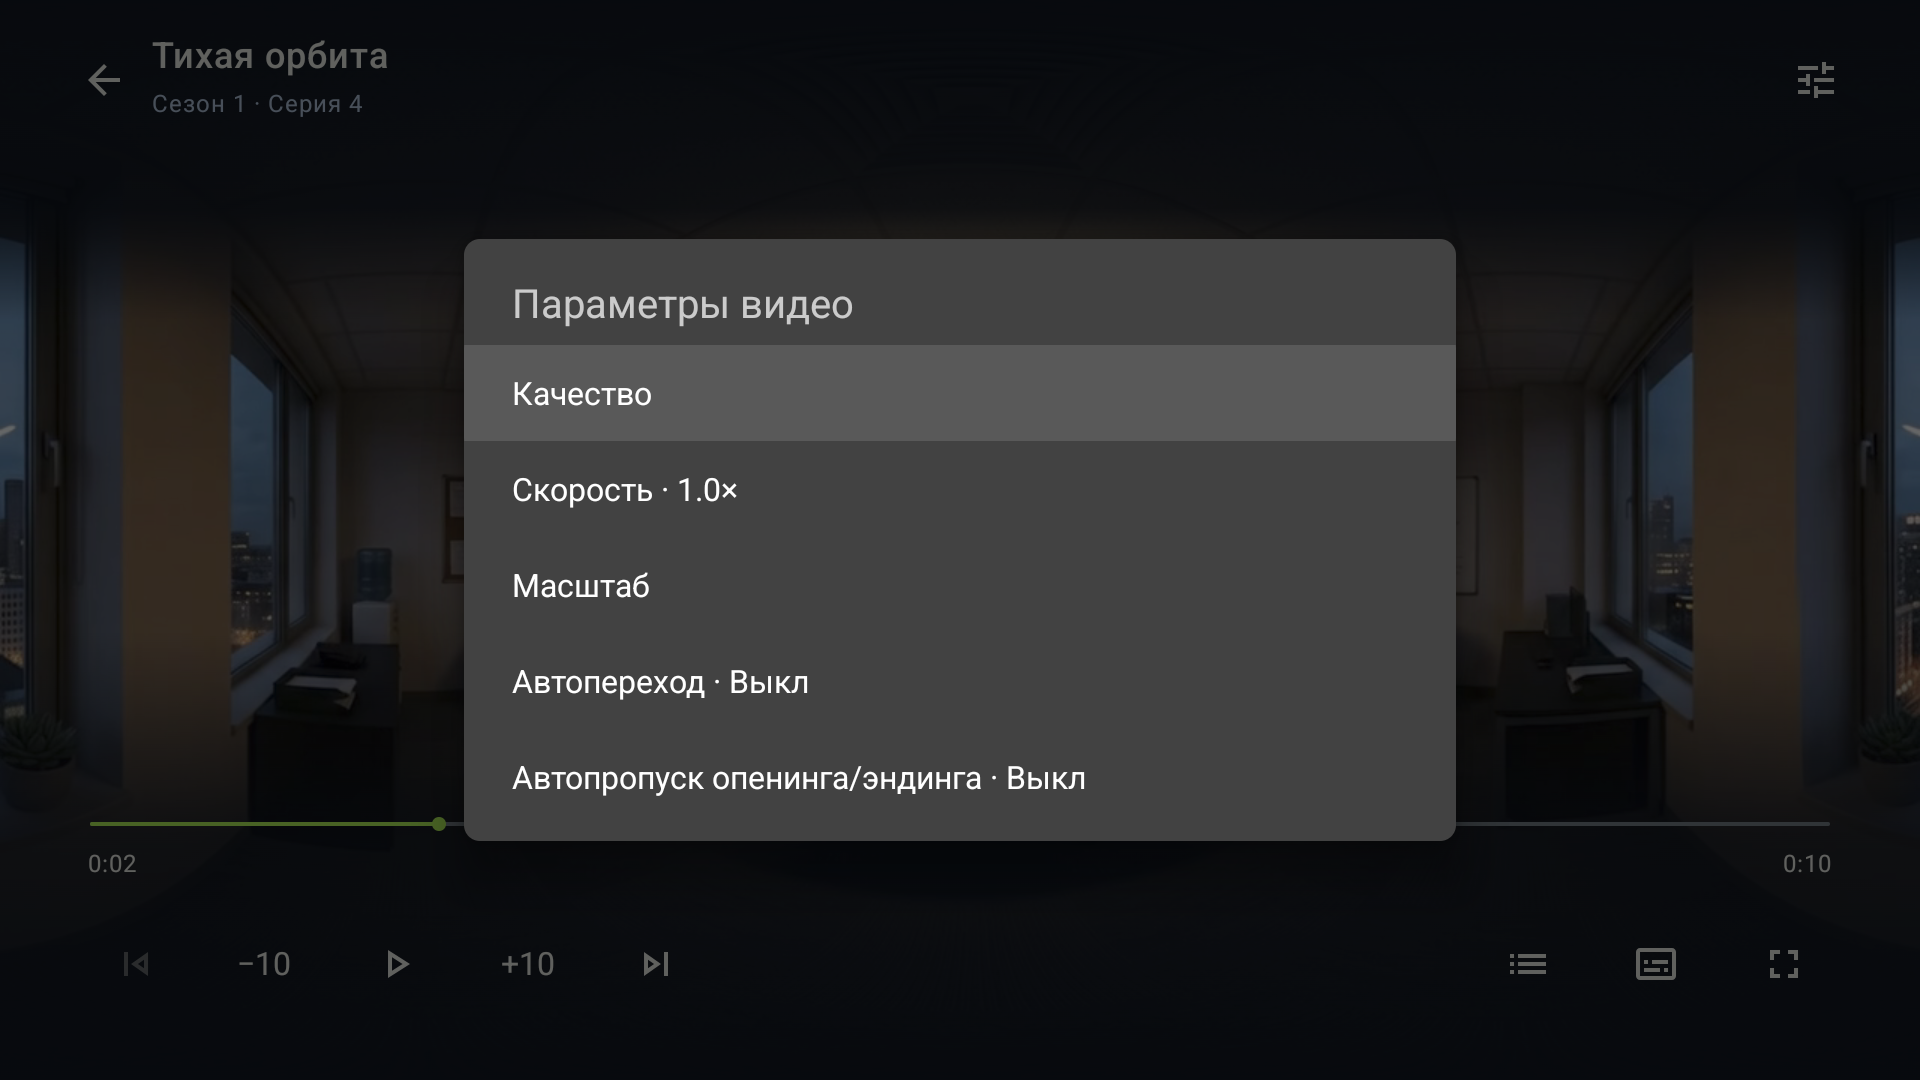 Тихая орбита
Сезон 1 · Серия 4
Параметры видео
Качество
Скорость · 1.0×
Масштаб
Автопереход · Выкл
Автопропуск опенинга/эндинга · Выкл
0:02
0:10
−10
+10